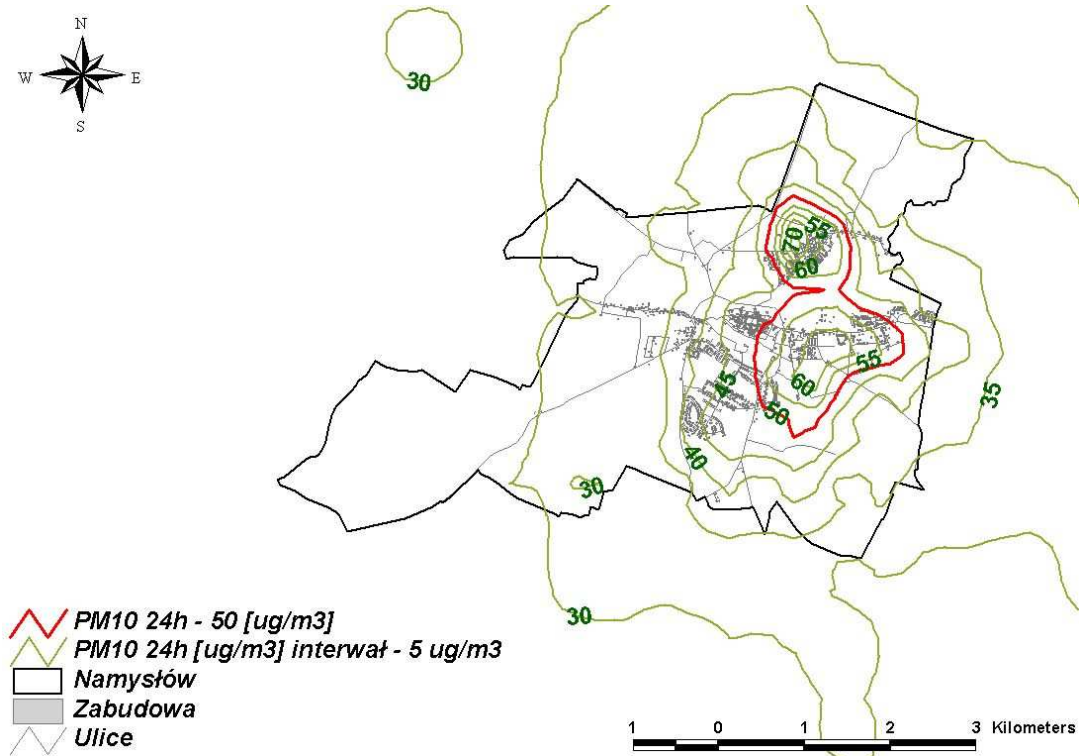 N
W E
S
30
55
70
60
55
60
45
50
35
40
30
30
PM10 24h - 50 [ug/m3]
PM10 24h [ug/m3] interwał - 5 ug/m3
Namysłów
Zabudowa
Ulice
1 0 1 2 3 Kilometers